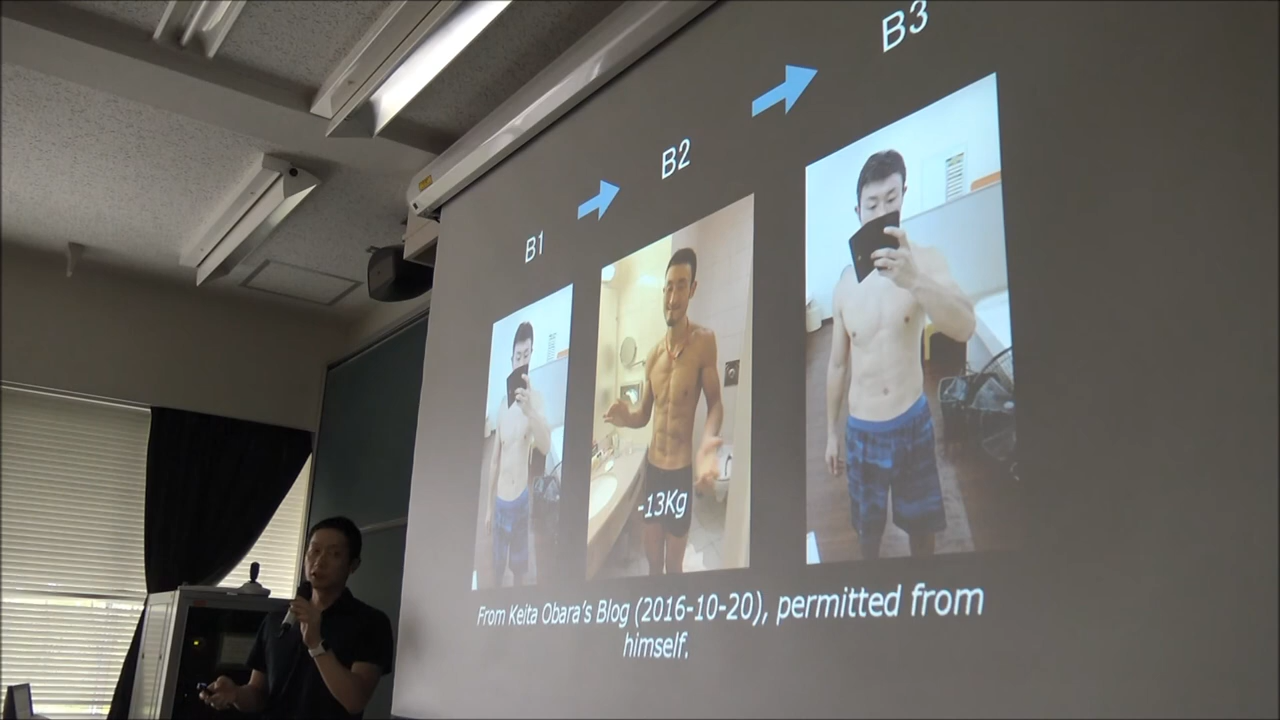 B1
B2
B3
-13Kg
From Keita Obara's Blog (2016-10-20), permitted from
himself.